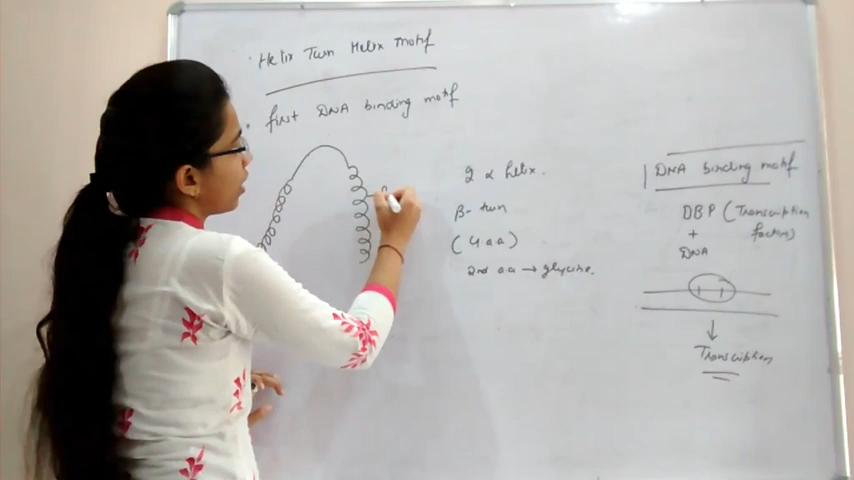 Helix Turn Helix motif
first DNA binding motif
2 α helix.
β- turn
(4 a a)
2nd aa → glycine.
DNA binding motif
DBP (Transcription
factors)
+
DNA
↓
Transcription